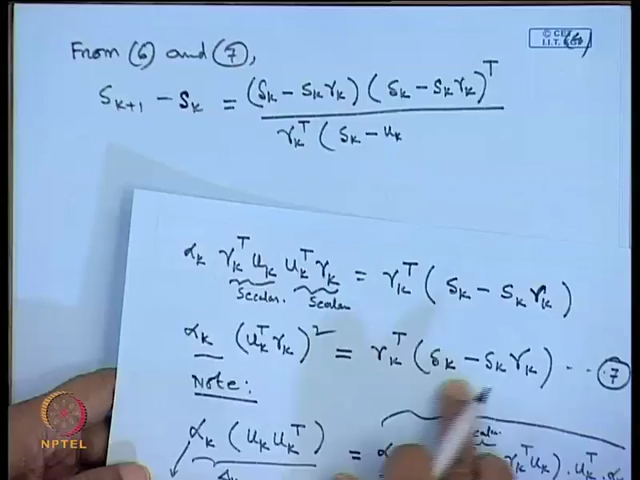 © CET
I.I.T. KGP
From (6) and (7),
S_{k+1} - S_k = (δ_k - S_k γ_k) (δ_k - S_k γ_k)^T / γ_k^T (δ_k - u_k
α_k γ_k^T u_k u_k^T γ_k = γ_k^T (δ_k - S_k γ_k)
Scalar. Scalar
α_k (u_k^T γ_k)^2 = γ_k^T (δ_k - S_k γ_k) -- (7)
Note:
α_k (u_k u_k^T) = γ_k^T u_k) . u_k^T
NPTEL